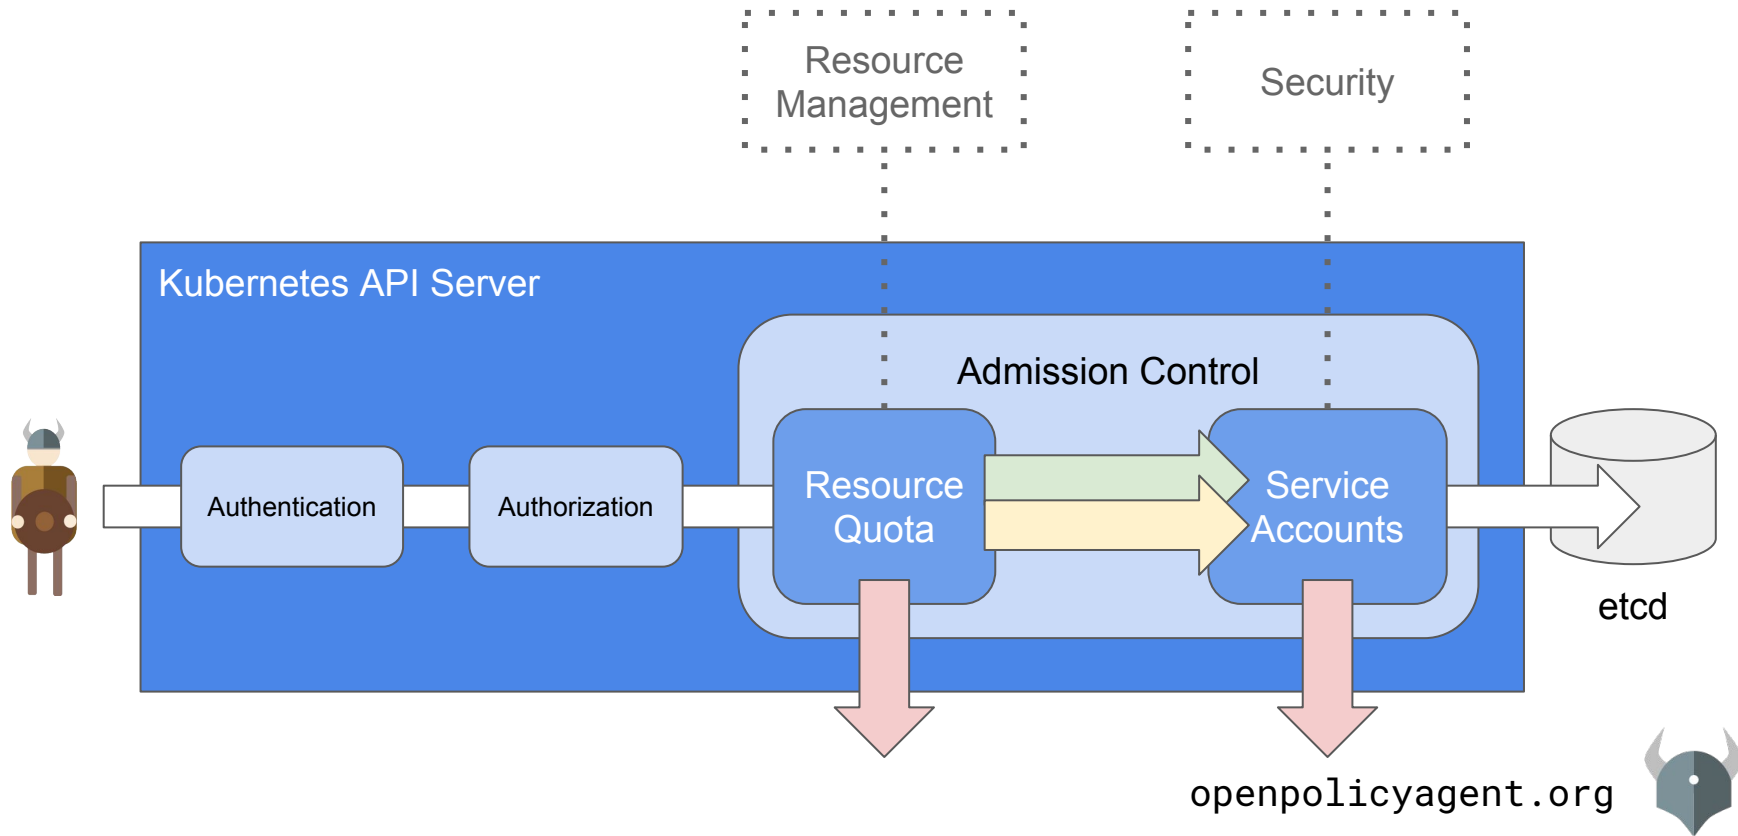 Resource
Management
Security
Kubernetes API Server
Admission Control
Authentication
Authorization
Resource
Quota
Service
Accounts
etcd
openpolicyagent.org